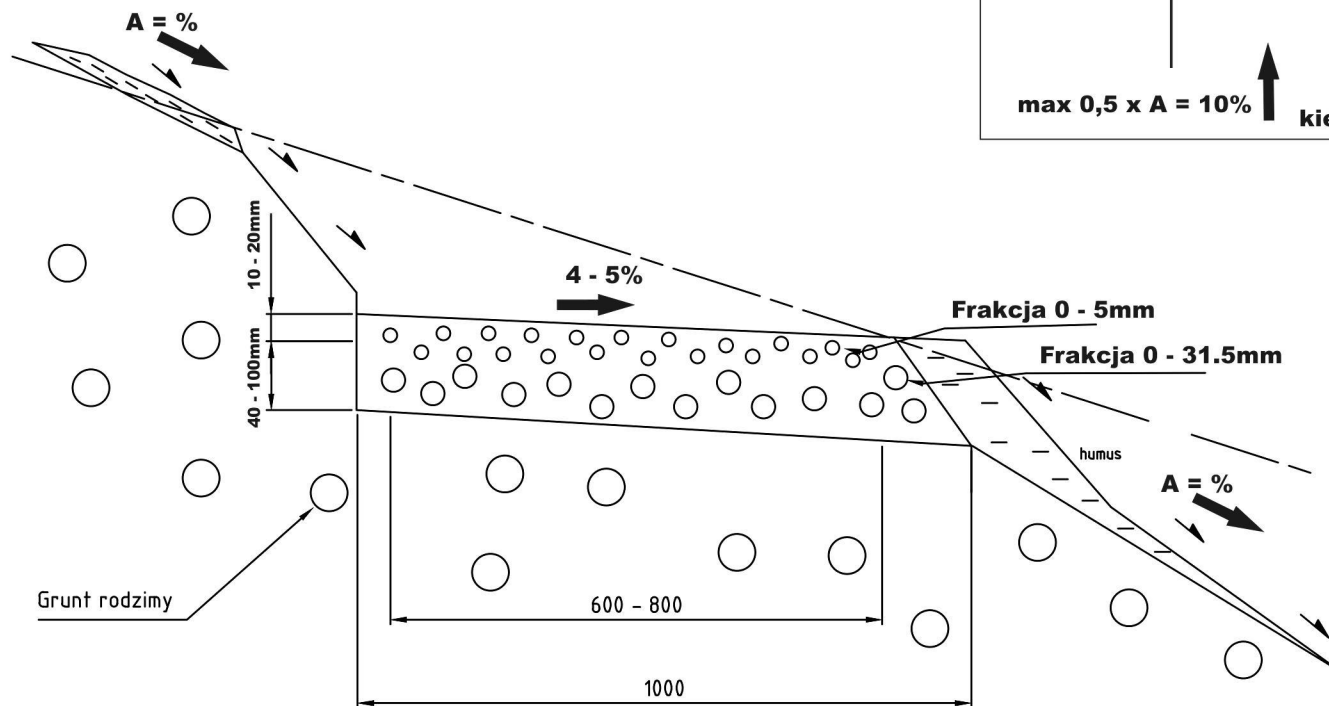 A = %
max 0,5 x A = 10%
kie
10 - 20mm
4 - 5%
Frakcja 0 - 5mm
Frakcja 0 - 31.5mm
40 - 100mm
humus
A = %
Grunt rodzimy
600 - 800
1000